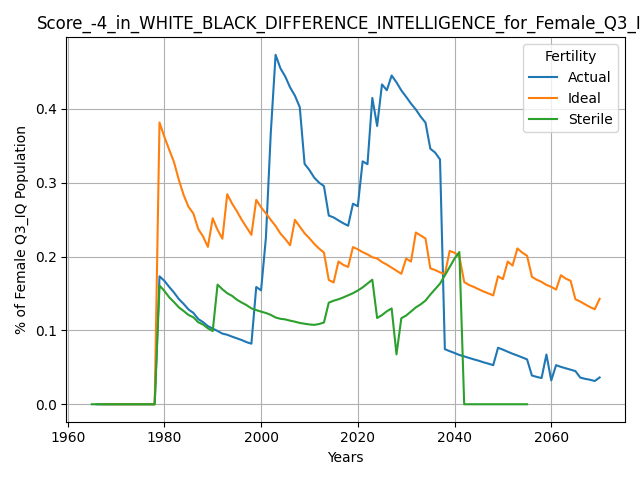 Score_-4_in_WHITE_BLACK_DIFFERENCE_INTELLIGENCE_for_Female_Q3_I
Fertility
Actual
Ideal
Sterile
% of Female Q3_IQ Population
0.4
0.3
0.2
0.1
0.0
1960 1980 2000 2020 2040 2060
Years